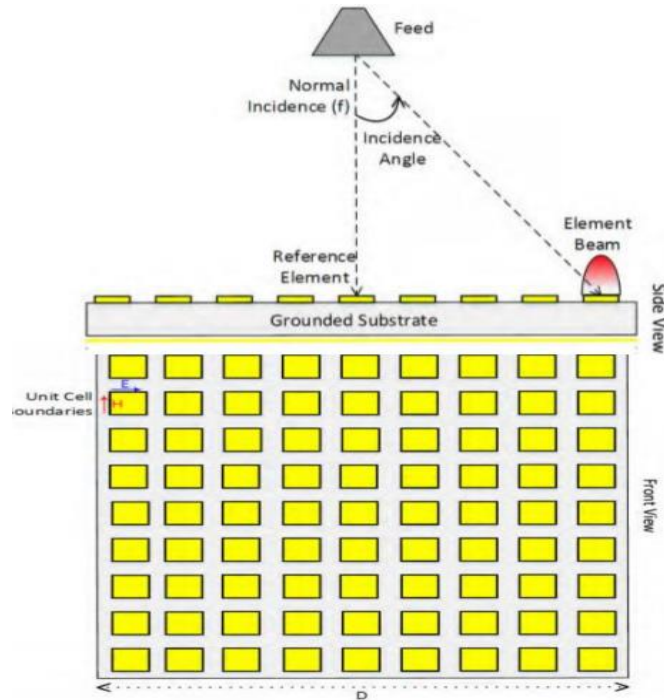 Feed
Normal
Incidence (f)
Incidence
Angle
Element
Beam
Reference
Element
Grounded Substrate
Side View
E
H
Unit Cell
oundaries
Front View
D